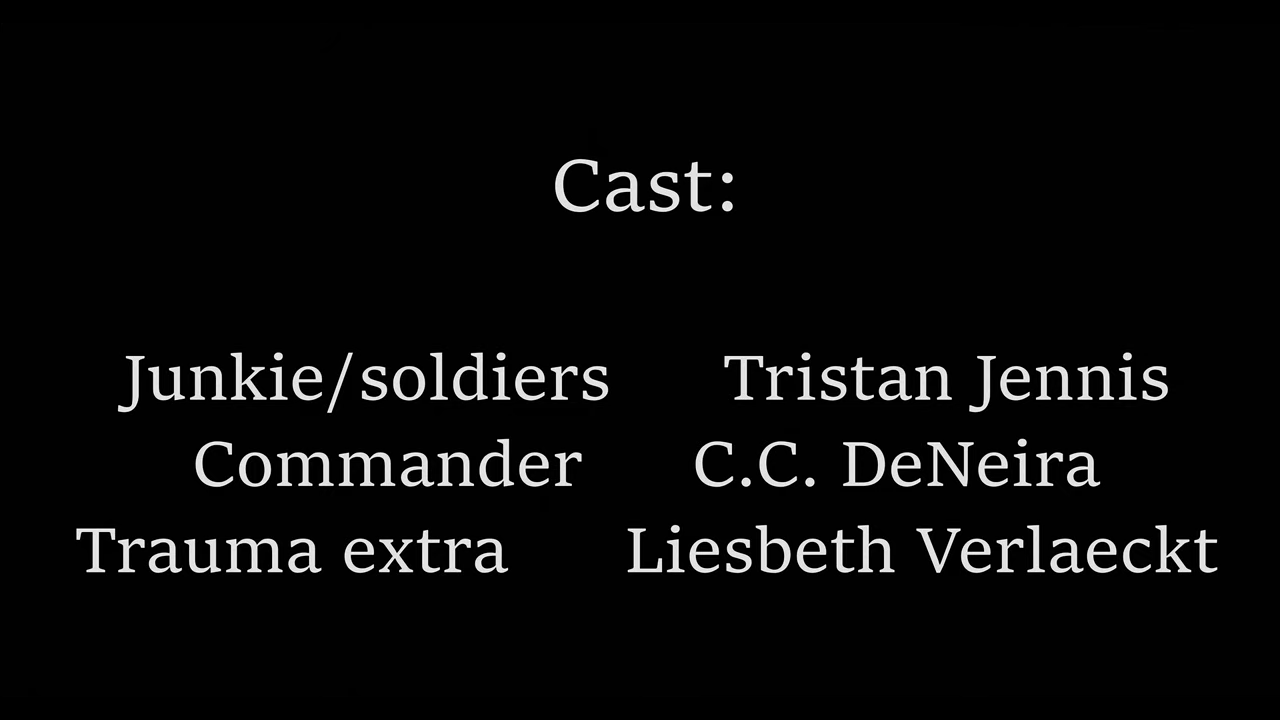 Cast:
Junkie/soldiers Tristan Jennis
Commander C.C. DeNeira
Trauma extra Liesbeth Verlaeckt